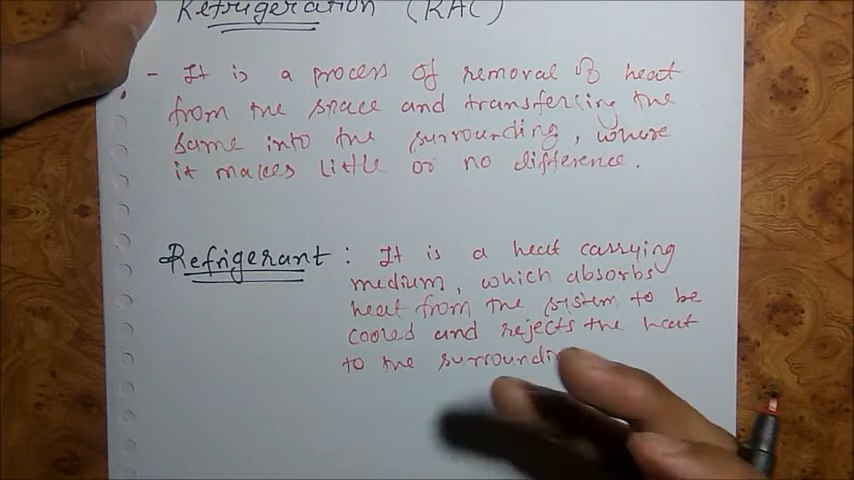 Refrigeration (RAC)
- It is a process of removal of heat
from the space and transfering the
same into the surrounding, where
it makes little or no difference.
Refrigerant : It is a heat carrying
medium, which absorbs
heat from the system to be
cooled and rejects the heat
to the surroundin